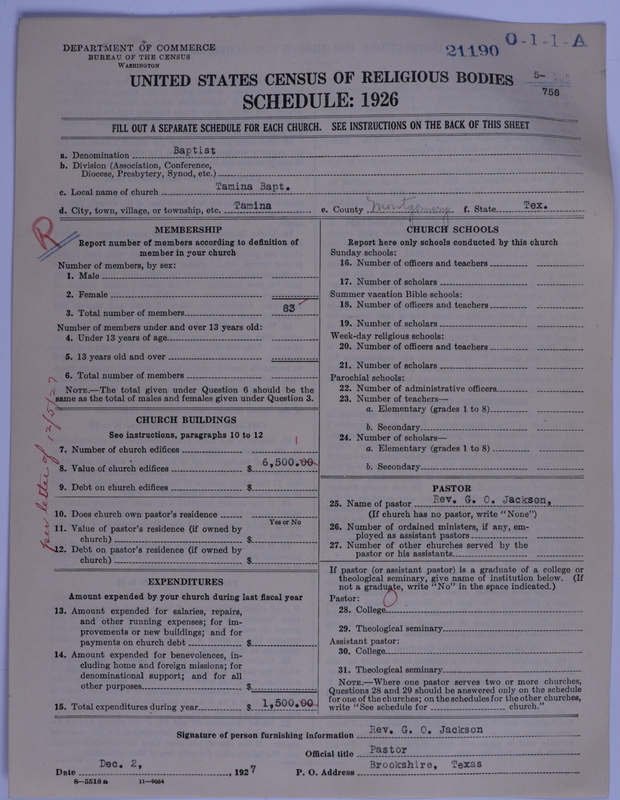 DEPARTMENT OF COMMERCE
BUREAU OF THE CENSUS
WASHINGTON
21190 0-1-1-A
UNITED STATES CENSUS OF RELIGIOUS BODIES
5-
758
SCHEDULE: 1926
FILL OUT A SEPARATE SCHEDULE FOR EACH CHURCH. SEE INSTRUCTIONS ON THE BACK OF THIS SHEET
a. Denomination Baptist
b. Division (Association, Conference,
Diocese, Presbytery, Synod, etc.)
c. Local name of church Tamina Bapt.
d. City, town, village, or township, etc. Tamina e. County Montgomery f. State Tex.
R
MEMBERSHIP
Report number of members according to definition of
member in your church
Number of members, by sex:
1. Male
2. Female
3. Total number of members 83
Number of members under and over 13 years old:
4. Under 13 years of age
5. 13 years old and over
6. Total number of members
NOTE.—The total given under Question 6 should be the
same as the total of males and females given under Question 3.
per letter of 12/5/27
CHURCH BUILDINGS
See instructions, paragraphs 10 to 12
7. Number of church edifices 1
8. Value of church edifices $ 6,500.00
9. Debt on church edifices $
10. Does church own pastor's residence
Yes or No
11. Value of pastor's residence (if owned by
church) $
12. Debt on pastor's residence (if owned by
church) $
EXPENDITURES
Amount expended by your church during last fiscal year
13. Amount expended for salaries, repairs,
and other running expenses; for im-
provements or new buildings; and for
payments on church debt $
14. Amount expended for benevolences, in-
cluding home and foreign missions; for
denominational support; and for all
other purposes $
15. Total expenditures during year $ 1,500.00
CHURCH SCHOOLS
Report here only schools conducted by this church
Sunday schools:
16. Number of officers and teachers
17. Number of scholars
Summer vacation Bible schools:
18. Number of officers and teachers
19. Number of scholars
Week-day religious schools:
20. Number of officers and teachers
21. Number of scholars
Parochial schools:
22. Number of administrative officers
23. Number of teachers—
a. Elementary (grades 1 to 8)
b. Secondary
24. Number of scholars—
a. Elementary (grades 1 to 8)
b. Secondary
PASTOR
25. Name of pastor Rev. G. O. Jackson,
(If church has no pastor, write "None")
26. Number of ordained ministers, if any, em-
ployed as assistant pastors
27. Number of other churches served by the
pastor or his assistants
If pastor (or assistant pastor) is a graduate of a college or
theological seminary, give name of institution below. (If
not a graduate, write "No" in the space indicated.)
Pastor:
28. College 0
29. Theological seminary
Assistant pastor:
30. College
31. Theological seminary
NOTE.—Where one pastor serves two or more churches,
Questions 28 and 29 should be answered only on the schedule
for one of the churches; on the schedules for the other churches,
write "See schedule for church."
Signature of person furnishing information Rev. G. O. Jackson
Official title Pastor
Date Dec. 2, , 1927 P. O. Address Brookshire, Texas
8—5518a 11—9034